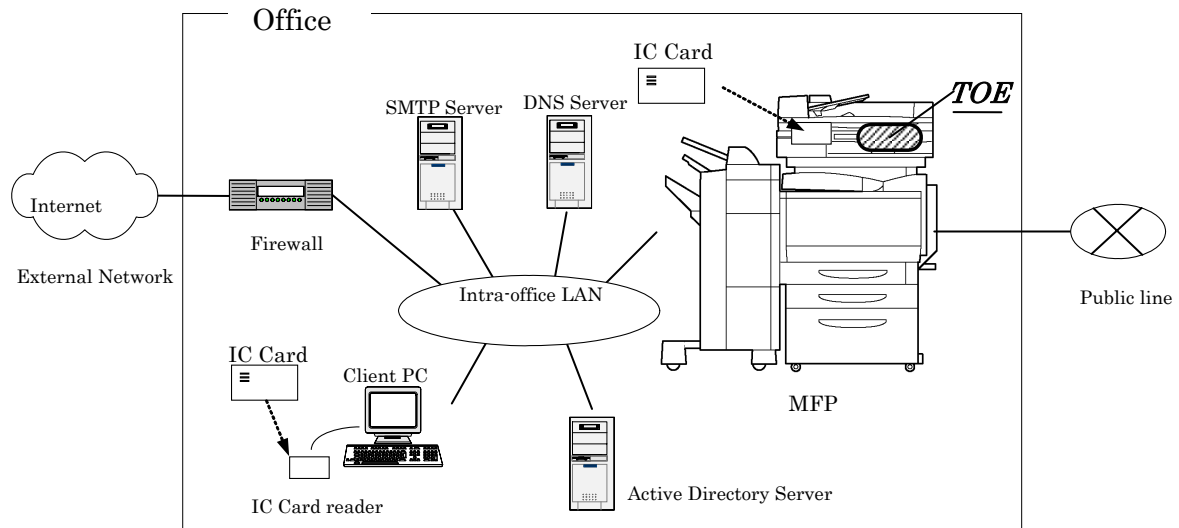 Office
IC Card
TOE
SMTP Server
DNS Server
Internet
Firewall
External Network
Intra-office LAN
Public line
IC Card
Client PC
MFP
IC Card reader
Active Directory Server